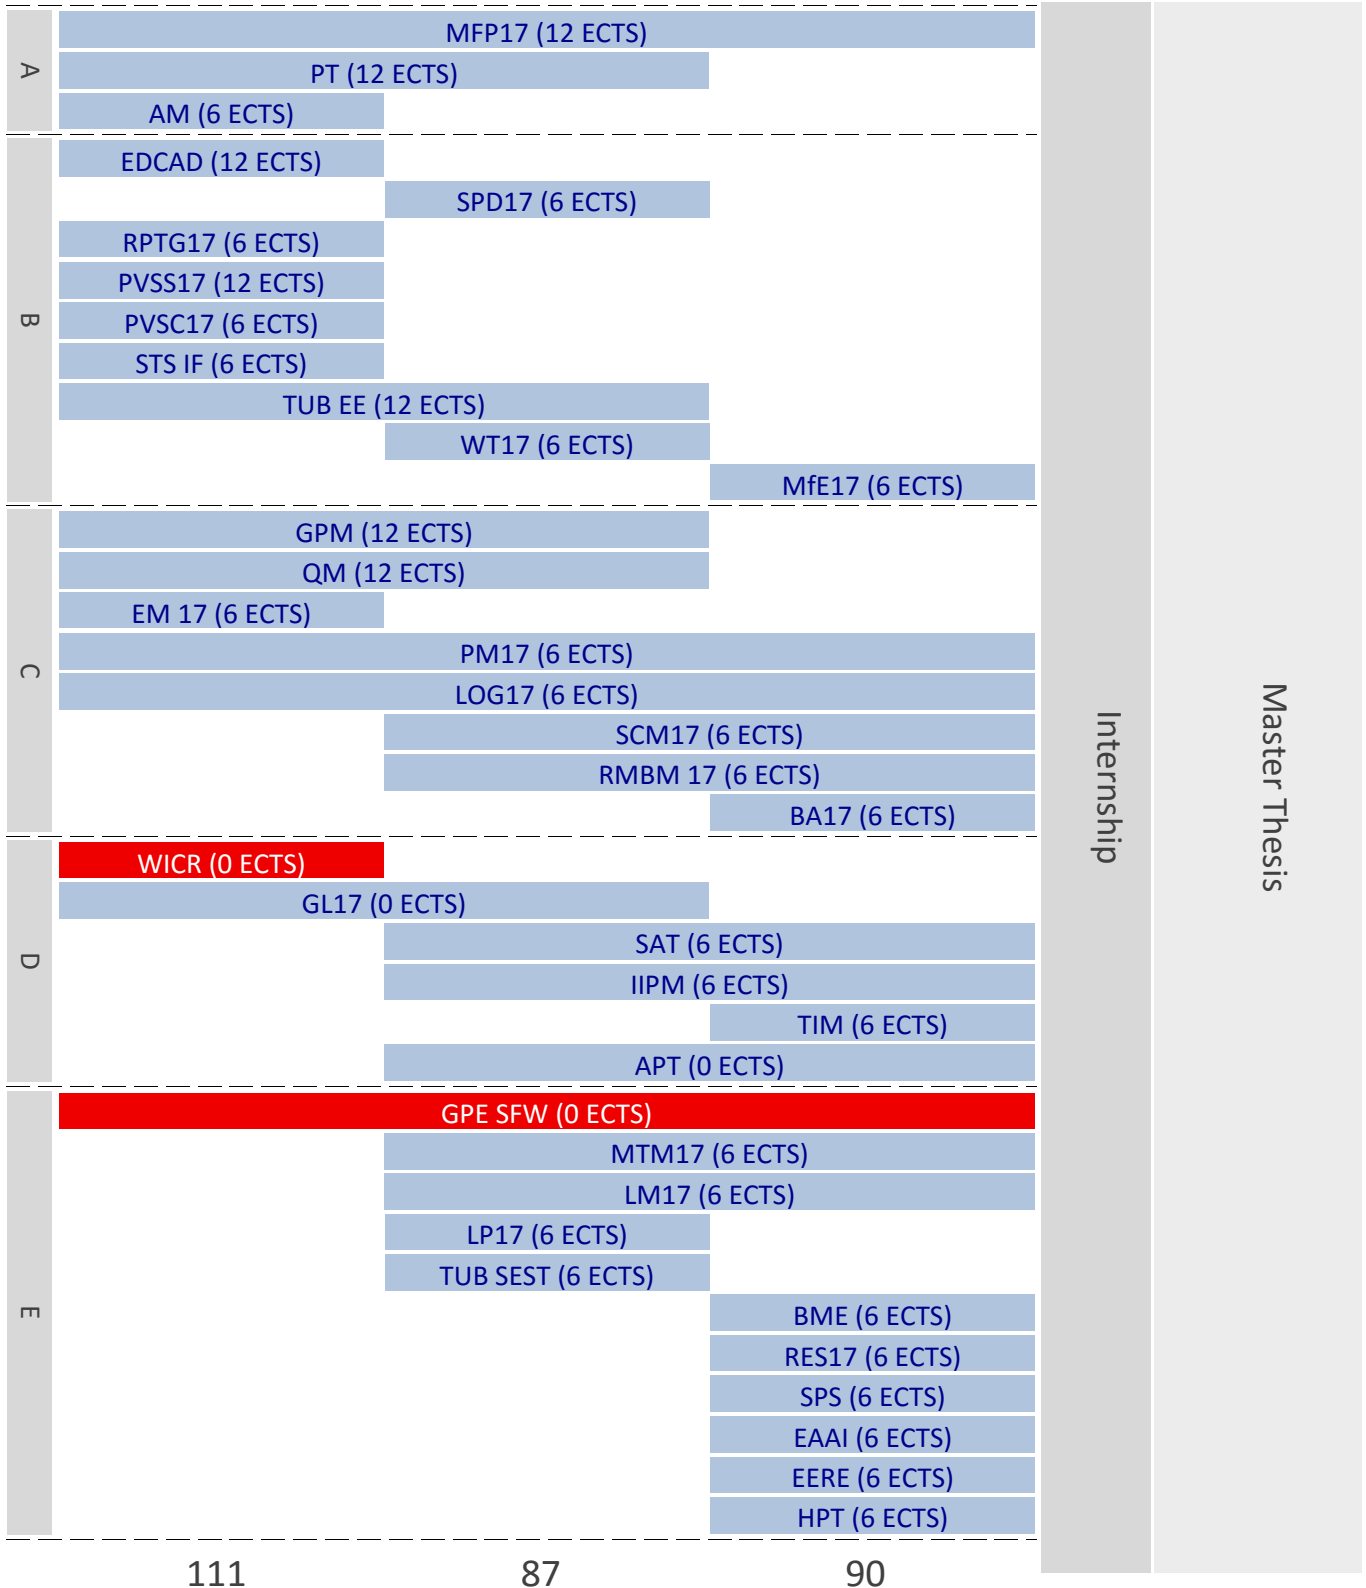 A
MFP17 (12 ECTS)
PT (12 ECTS)
AM (6 ECTS)
B
EDCAD (12 ECTS)
SPD17 (6 ECTS)
RPTG17 (6 ECTS)
PVSS17 (12 ECTS)
PVSC17 (6 ECTS)
STS IF (6 ECTS)
TUB EE (12 ECTS)
WT17 (6 ECTS)
MfE17 (6 ECTS)
C
GPM (12 ECTS)
QM (12 ECTS)
EM 17 (6 ECTS)
PM17 (6 ECTS)
LOG17 (6 ECTS)
SCM17 (6 ECTS)
RMBM 17 (6 ECTS)
BA17 (6 ECTS)
D
WICR (0 ECTS)
GL17 (0 ECTS)
SAT (6 ECTS)
IIPM (6 ECTS)
TIM (6 ECTS)
APT (0 ECTS)
E
GPE SFW (0 ECTS)
MTM17 (6 ECTS)
LM17 (6 ECTS)
LP17 (6 ECTS)
TUB SEST (6 ECTS)
BME (6 ECTS)
RES17 (6 ECTS)
SPS (6 ECTS)
EAAI (6 ECTS)
EERE (6 ECTS)
HPT (6 ECTS)
111
87
90
Internship
Master Thesis